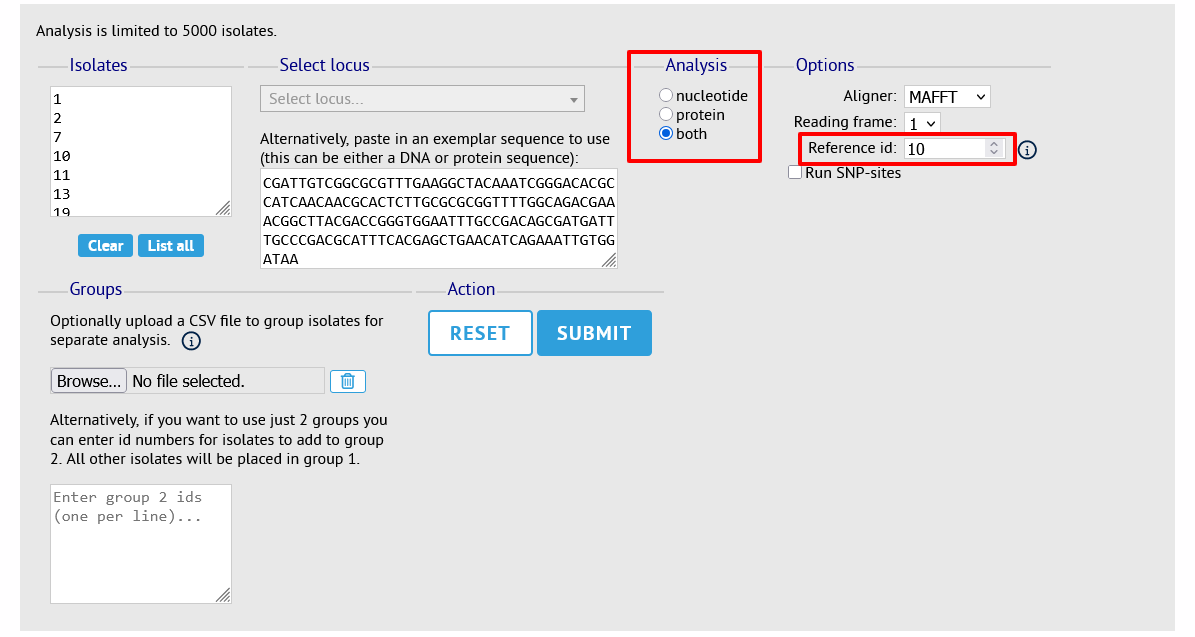 Analysis is limited to 5000 isolates.
Isolates
1
2
7
10
11
13
19
Clear
List all
Select locus
Select locus...
Alternatively, paste in an exemplar sequence to use
(this can be either a DNA or protein sequence):
CGATTGTCGGCGCGTTTGAAGGCTACAAATCGGGACACGC
CATCAACAACGCACTCTTGCGCGCGGTTTTGGCAGACGAA
ACGGCTTACGACCGGGTGGAATTTGCCGACAGCGATGATT
TGCCCGACGCATTTCACGAGCTGAACATCAGAAATTGTGG
ATAA
Analysis
nucleotide
protein
both
Options
Aligner: MAFFT
Reading frame: 1
Reference id: 10
Run SNP-sites
Groups
Optionally upload a CSV file to group isolates for
separate analysis.
Browse... No file selected.
Alternatively, if you want to use just 2 groups you
can enter id numbers for isolates to add to group
2. All other isolates will be placed in group 1.
Enter group 2 ids
(one per line)...
Action
RESET
SUBMIT